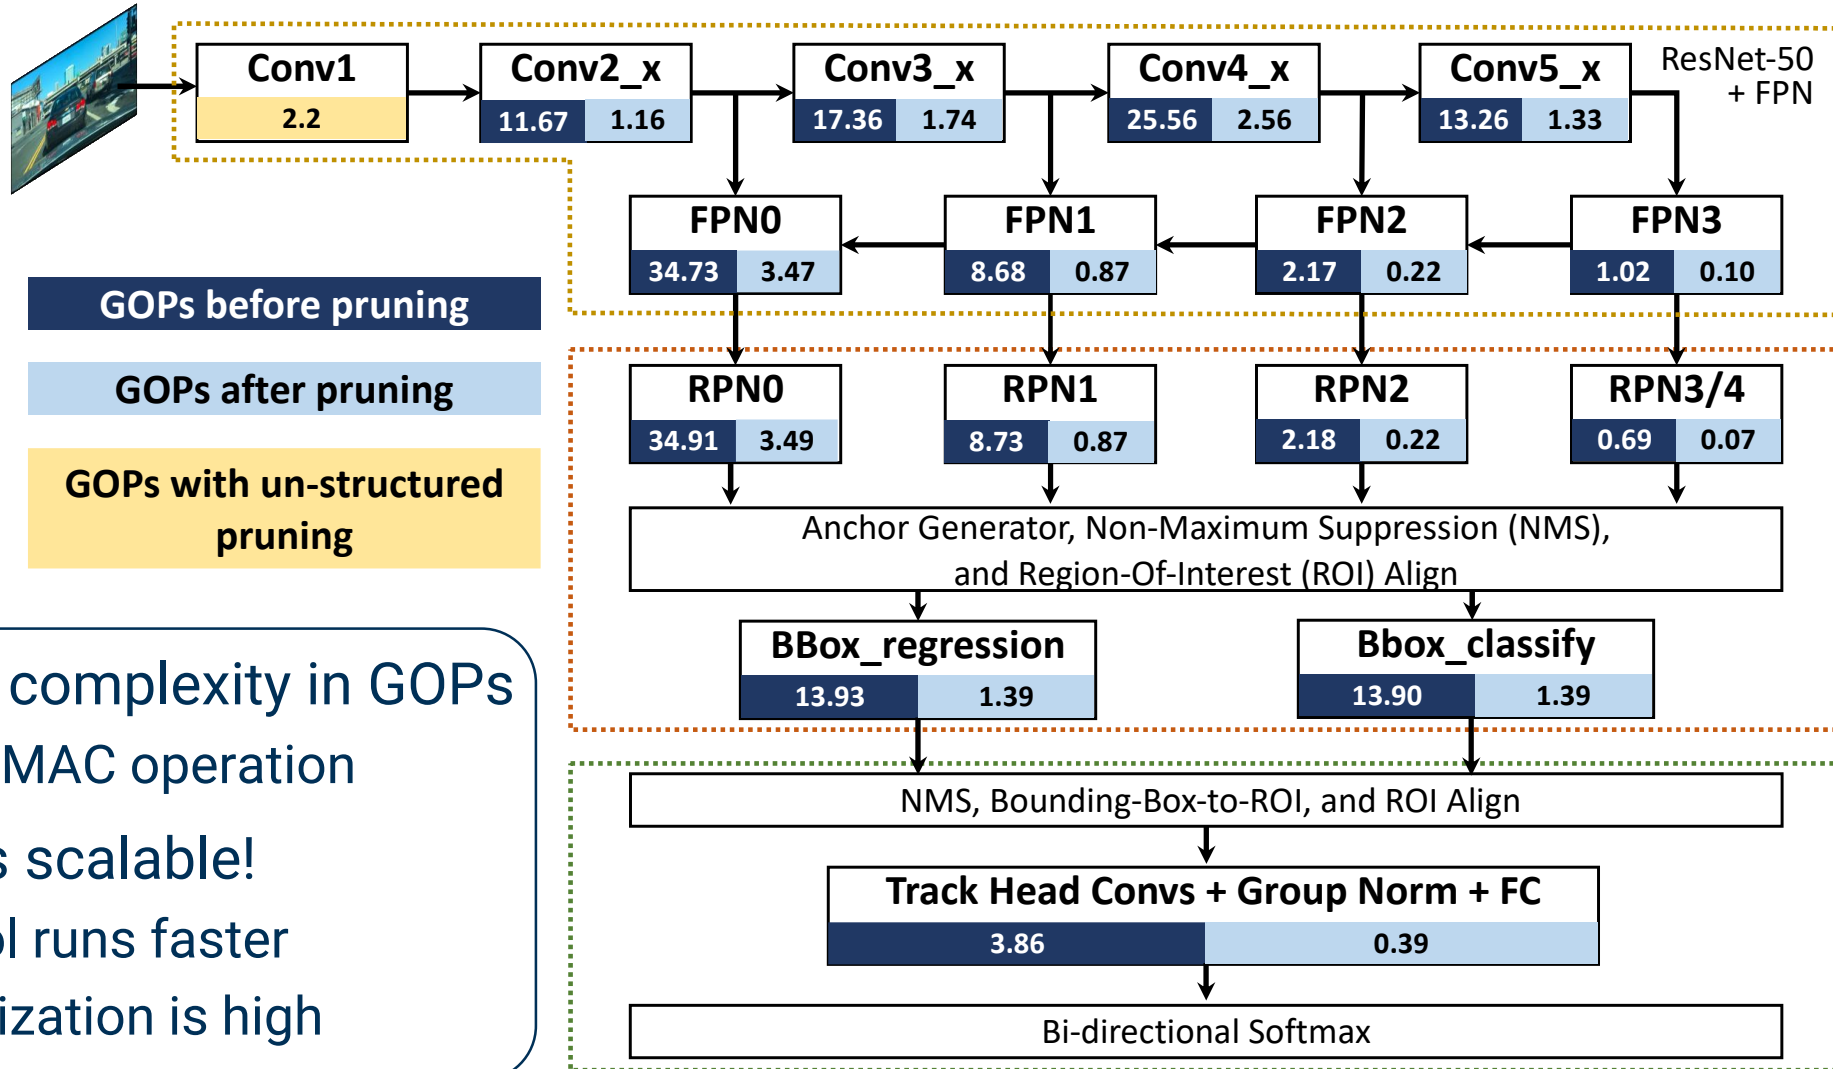 Conv1
2.2
Conv2_x
11.67 1.16
Conv3_x
17.36 1.74
Conv4_x
25.56 2.56
Conv5_x
13.26 1.33
ResNet-50
+ FPN
FPN0
34.73 3.47
FPN1
8.68 0.87
FPN2
2.17 0.22
FPN3
1.02 0.10
GOPs before pruning
GOPs after pruning
GOPs with un-structured
pruning
RPN0
34.91 3.49
RPN1
8.73 0.87
RPN2
2.18 0.22
RPN3/4
0.69 0.07
Anchor Generator, Non-Maximum Suppression (NMS),
and Region-Of-Interest (ROI) Align
BBox_regression
13.93 1.39
Bbox_classify
13.90 1.39
complexity in GOPs
MAC operation
s scalable!
ol runs faster
ization is high
NMS, Bounding-Box-to-ROI, and ROI Align
Track Head Convs + Group Norm + FC
3.86 0.39
Bi-directional Softmax